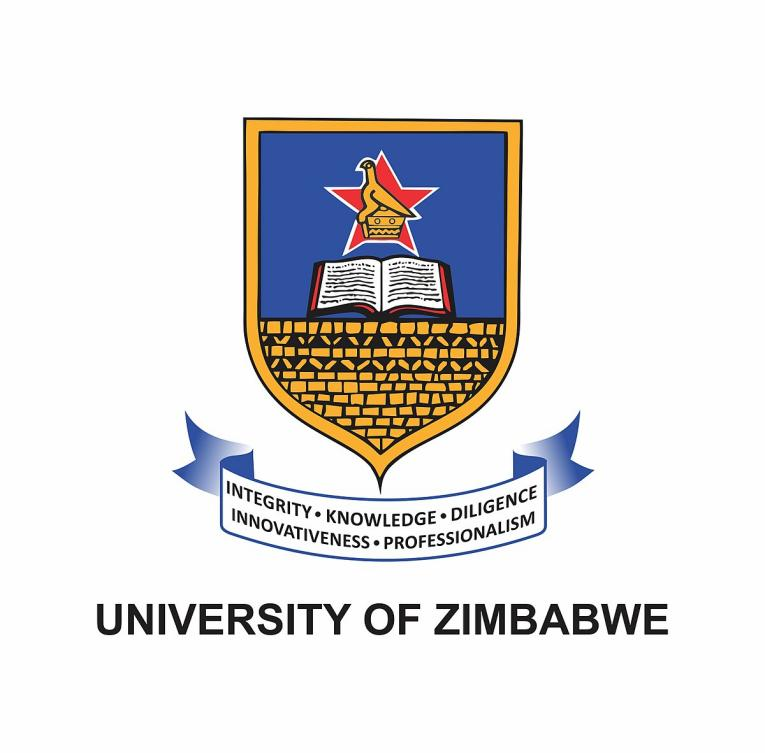 INTEGRITY • KNOWLEDGE • DILIGENCE
INNOVATIVENESS • PROFESSIONALISM
UNIVERSITY OF ZIMBABWE